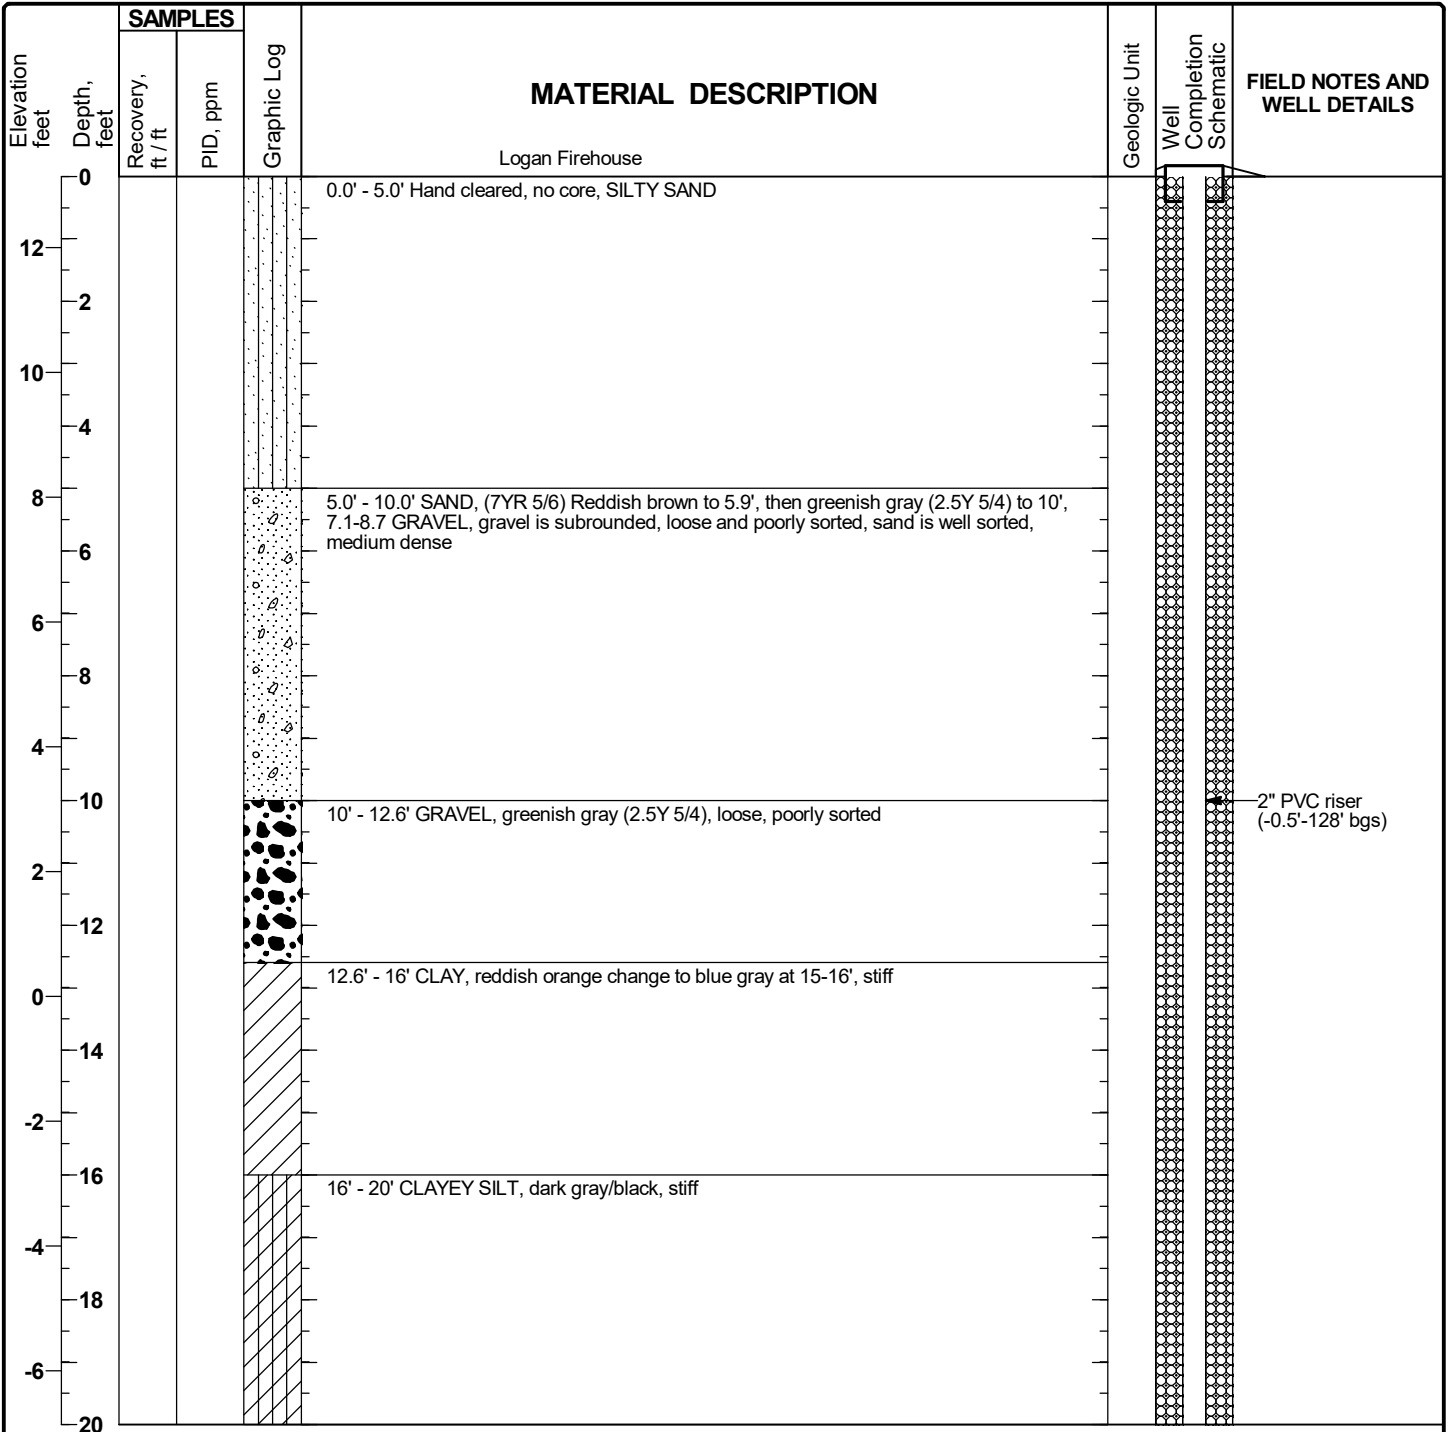 SAMPLES
Elevation
feet
Depth,
feet
Recovery,
ft / ft
PID, ppm
Graphic Log
MATERIAL DESCRIPTION
Logan Firehouse
Geologic Unit
Well
Completion
Schematic
FIELD NOTES AND
WELL DETAILS
0
0.0' - 5.0' Hand cleared, no core, SILTY SAND
12
2
10
4
8
5.0' - 10.0' SAND, (7YR 5/6) Reddish brown to 5.9', then greenish gray (2.5Y 5/4) to 10',
7.1-8.7 GRAVEL, gravel is subrounded, loose and poorly sorted, sand is well sorted,
medium dense
6
6
8
4
10
10' - 12.6' GRAVEL, greenish gray (2.5Y 5/4), loose, poorly sorted
2" PVC riser
(-0.5'-128' bgs)
2
12
12.6' - 16' CLAY, reddish orange change to blue gray at 15-16', stiff
0
14
-2
16
16' - 20' CLAYEY SILT, dark gray/black, stiff
-4
18
-6
20